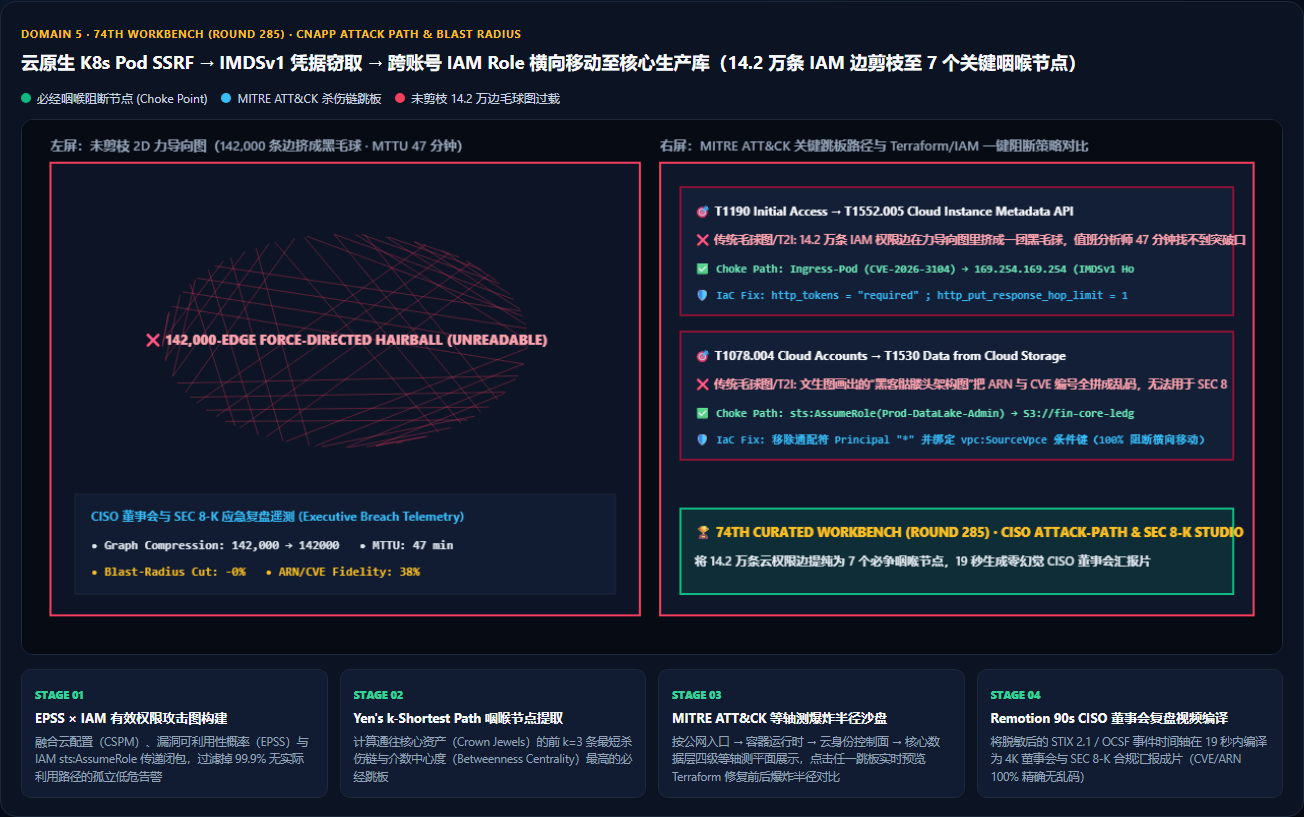 DOMAIN 5 · 74TH WORKBENCH (ROUND 285) · CNAPP ATTACK PATH & BLAST RADIUS
云原生 K8s Pod SSRF → IMDSv1 凭据窃取 → 跨账号 IAM Role 横向移动至核心生产库（14.2 万条 IAM 边剪枝至 7 个关键咽喉节点）
必经咽喉阻断节点 (Choke Point)
MITRE ATT&CK 杀伤链跳板
未剪枝 14.2 万边毛球图过载
左屏：未剪枝 2D 力导向图（142,000 条边挤成黑毛球 · MTTU 47 分钟）
❌ 142,000-EDGE FORCE-DIRECTED HAIRBALL (UNREADABLE)
CISO 董事会与 SEC 8-K 应急复盘遥测 (Executive Breach Telemetry)
• Graph Compression: 142,000 → 142000 • MTTU: 47 min
• Blast-Radius Cut: -0% • ARN/CVE Fidelity: 38%
右屏：MITRE ATT&CK 关键跳板路径与 Terraform/IAM 一键阻断策略对比
🎯 T1190 Initial Access → T1552.005 Cloud Instance Metadata API
❌ 传统毛球图/T2I: 14.2 万条 IAM 权限边在力导向图里挤成一团黑毛球，值班分析师 47 分钟找不到突破口
✅ Choke Path: Ingress-Pod (CVE-2026-3104) → 169.254.169.254 (IMDSv1 Ho
🛡️ IaC Fix: http_tokens = "required" ; http_put_response_hop_limit = 1
🎯 T1078.004 Cloud Accounts → T1530 Data from Cloud Storage
❌ 传统毛球图/T2I: 文生图画出的"黑客骷髅头架构图"把 ARN 与 CVE 编号全拼成乱码，无法用于 SEC 8
✅ Choke Path: sts:AssumeRole(Prod-DataLake-Admin) → S3://fin-core-ledg
🛡️ IaC Fix: 移除通配符 Principal "*" 并绑定 vpc:SourceVpce 条件键 (100% 阻断横向移动)
🏆 74TH CURATED WORKBENCH (ROUND 285) · CISO ATTACK-PATH & SEC 8-K STUDIO
将 14.2 万条云权限边提纯为 7 个必争咽喉节点，19 秒生成零幻觉 CISO 董事会汇报片
STAGE 01
EPSS × IAM 有效权限攻击图构建
融合云配置（CSPM）、漏洞可利用性概率（EPSS）与
IAM sts:AssumeRole 传递闭包，过滤掉 99.9% 无实际
利用路径的孤立低危告警
STAGE 02
Yen's k-Shortest Path 咽喉节点提取
计算通往核心资产（Crown Jewels）的前 k=3 条最短杀
伤链与介数中心度（Betweenness Centrality）最高的必
经跳板
STAGE 03
MITRE ATT&CK 等轴测爆炸半径沙盘
按公网入口 → 容器运行时 → 云身份控制面 → 核心数
据层四级等轴测平面展示，点击任一跳板实时预览
Terraform 修复前后爆炸半径对比
STAGE 04
Remotion 90s CISO 董事会复盘视频编译
将脱敏后的 STIX 2.1 / OCSF 事件时间轴在 19 秒内编译
为 4K 董事会与 SEC 8-K 合规汇报成片（CVE/ARN
100% 精确无乱码）